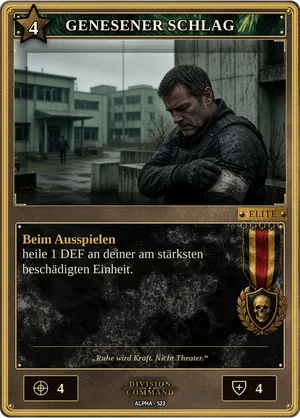 4
GENESENER SCHLAG
ELITE
Beim Ausspielen
heile 1 DEF an deiner am stärksten
beschädigten Einheit.
„Ruhe wird Kraft. Nicht Theater.“
4
DIVISION
COMMAND
ALPHA · 521
4